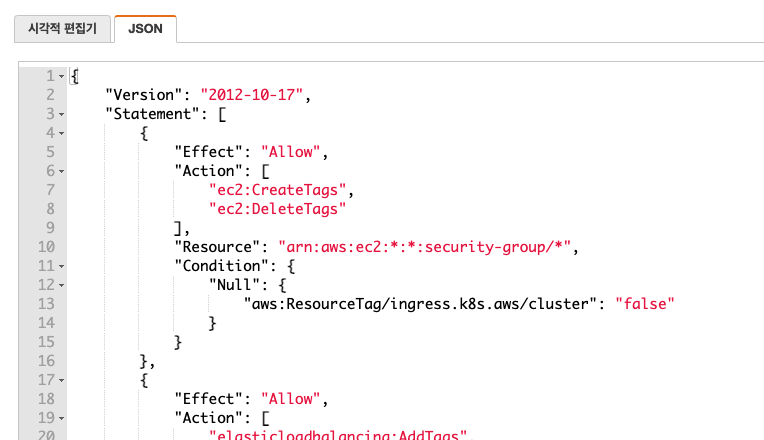 시각적 편집기 JSON
1 {
2 "Version": "2012-10-17",
3 "Statement": [
4 {
5 "Effect": "Allow",
6 "Action": [
7 "ec2:CreateTags",
8 "ec2:DeleteTags"
9 ],
10 "Resource": "arn:aws:ec2:*:*:security-group/*",
11 "Condition": {
12 "Null": {
13 "aws:ResourceTag/ingress.k8s.aws/cluster": "false"
14 }
15 }
16 },
17 {
18 "Effect": "Allow",
19 "Action": [
20 "elasticloadbalancing:AddTags"